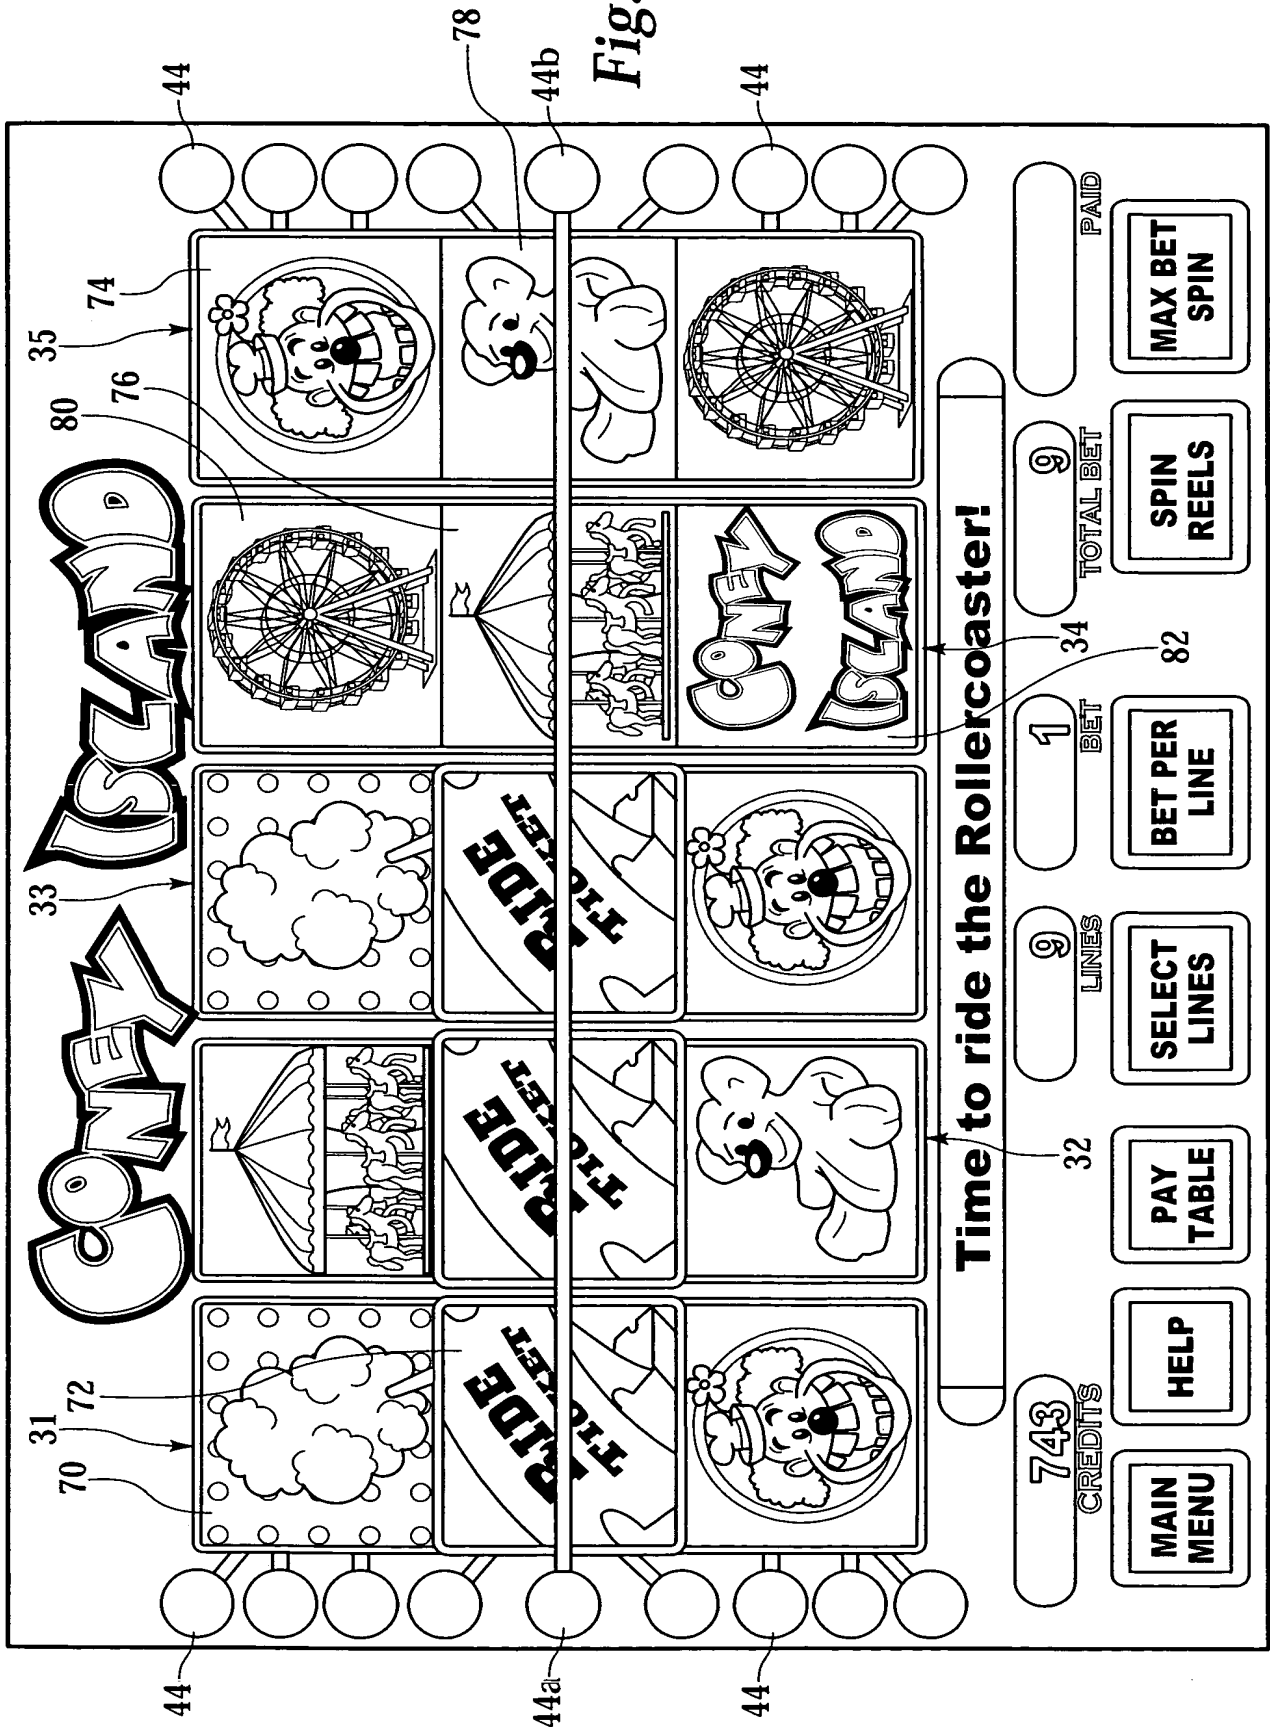 31 33 35
70 80
72 74
76
CONEY ISLAND
44 44
78
RIDE TICKET
RIDE TICKET
RIDE TICKET
44a 44b
Fig.
CONEY
ISLAND
44 44
Time to ride the Rollercoaster!
743 9 1 9
CREDITS LINES BET TOTAL BET PAID
32 34
82
MAIN MENU
HELP
PAY TABLE
SELECT LINES
BET PER LINE
SPIN REELS
MAX BET SPIN